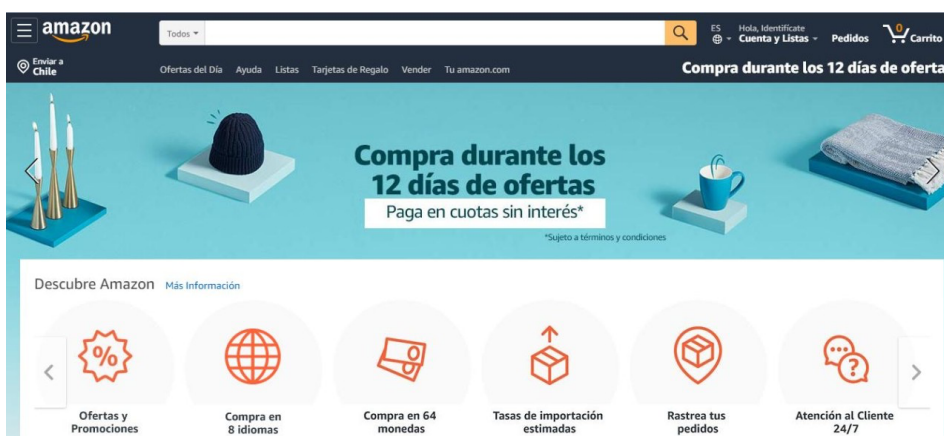 amazon
Todos
ES
Hola, Identifícate
Cuenta y Listas
Pedidos
0
Carrito
Enviar a
Chile
Ofertas del Día Ayuda Listas Tarjetas de Regalo Vender Tu amazon.com
Compra durante los 12 días de oferta
Compra durante los
12 días de ofertas
Paga en cuotas sin interés*
*Sujeto a términos y condiciones
Descubre Amazon Más Información
Ofertas y
Promociones
Compra en
8 idiomas
Compra en 64
monedas
Tasas de importación
estimadas
Rastrea tus
pedidos
Atención al Cliente
24/7